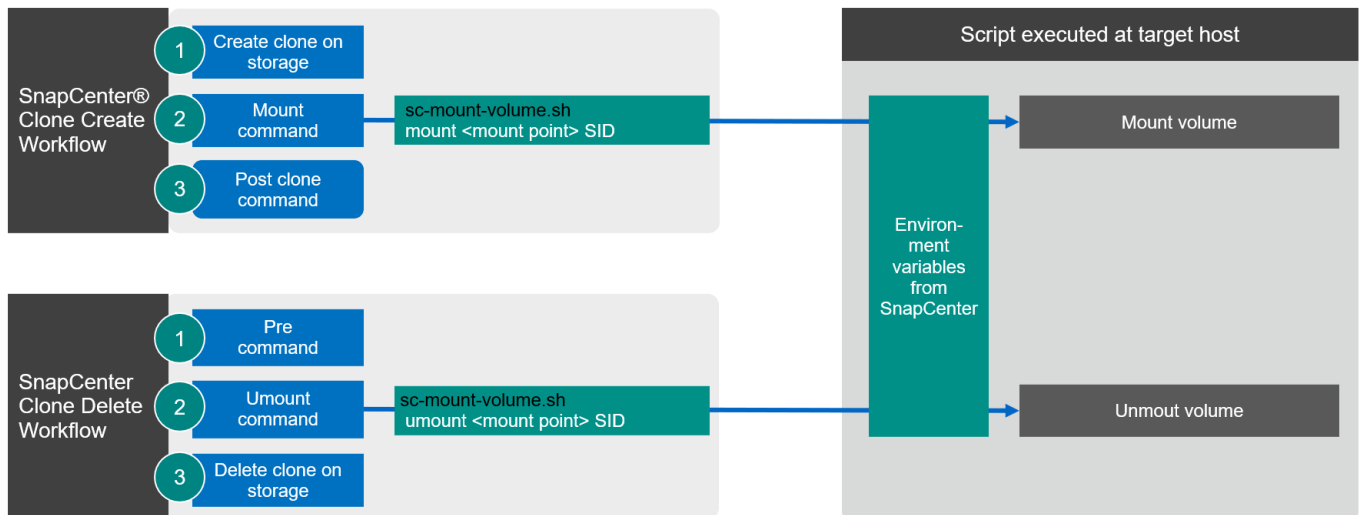 SnapCenter®
Clone Create
Workflow
1
Create clone on
storage
2
Mount
command
sc-mount-volume.sh
mount <mount point> SID
3
Post clone
command
SnapCenter
Clone Delete
Workflow
1
Pre
command
2
Umount
command
sc-mount-volume.sh
umount <mount point> SID
3
Delete clone on
storage
Script executed at target host
Environ-
ment
variables
from
SnapCenter
Mount volume
Unmout volume